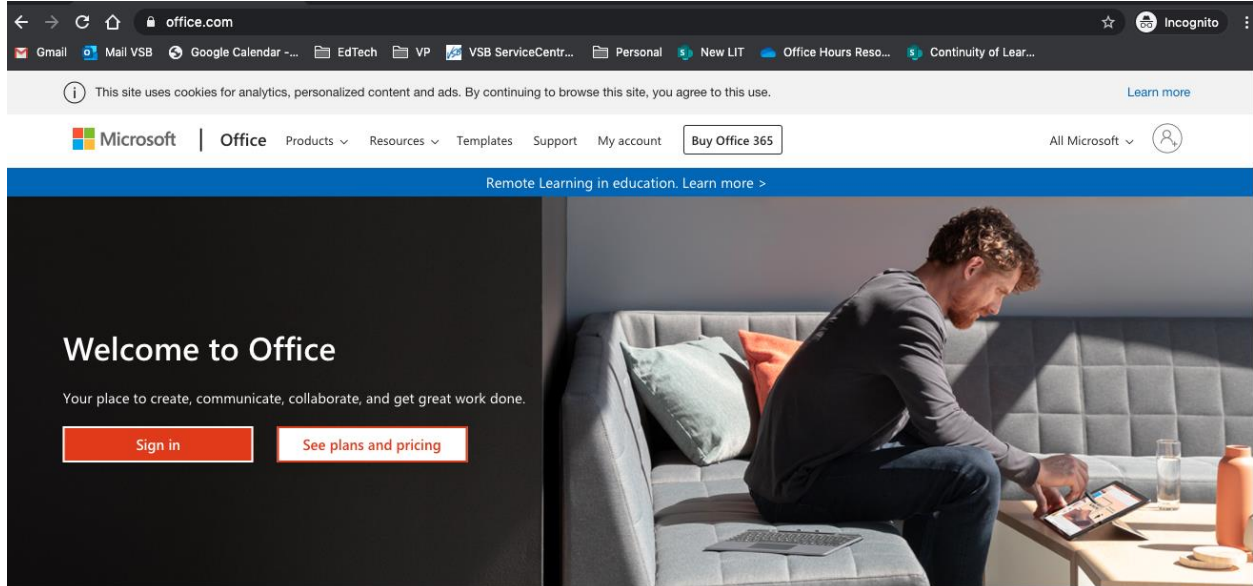 office.com
Incognito
Gmail Mail VSB Google Calendar -... EdTech VP VSB ServiceCentr... Personal New LIT Office Hours Reso... Continuity of Lear...
This site uses cookies for analytics, personalized content and ads. By continuing to browse this site, you agree to this use. Learn more
Microsoft | Office Products Resources Templates Support My account Buy Office 365 All Microsoft
Remote Learning in education. Learn more >
Welcome to Office
Your place to create, communicate, collaborate, and get great work done.
Sign in See plans and pricing